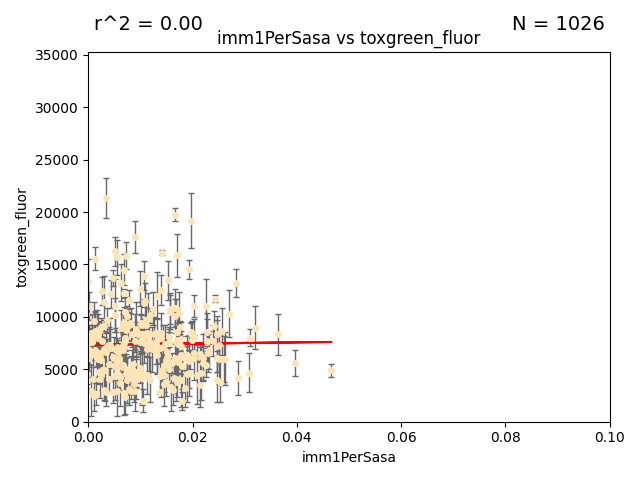 r^2 = 0.00
N = 1026
imm1PerSasa vs toxgreen_fluor
35000
30000
25000
20000
15000
10000
5000
0
toxgreen_fluor
0.00
0.02
0.04
0.06
0.08
0.10
imm1PerSasa